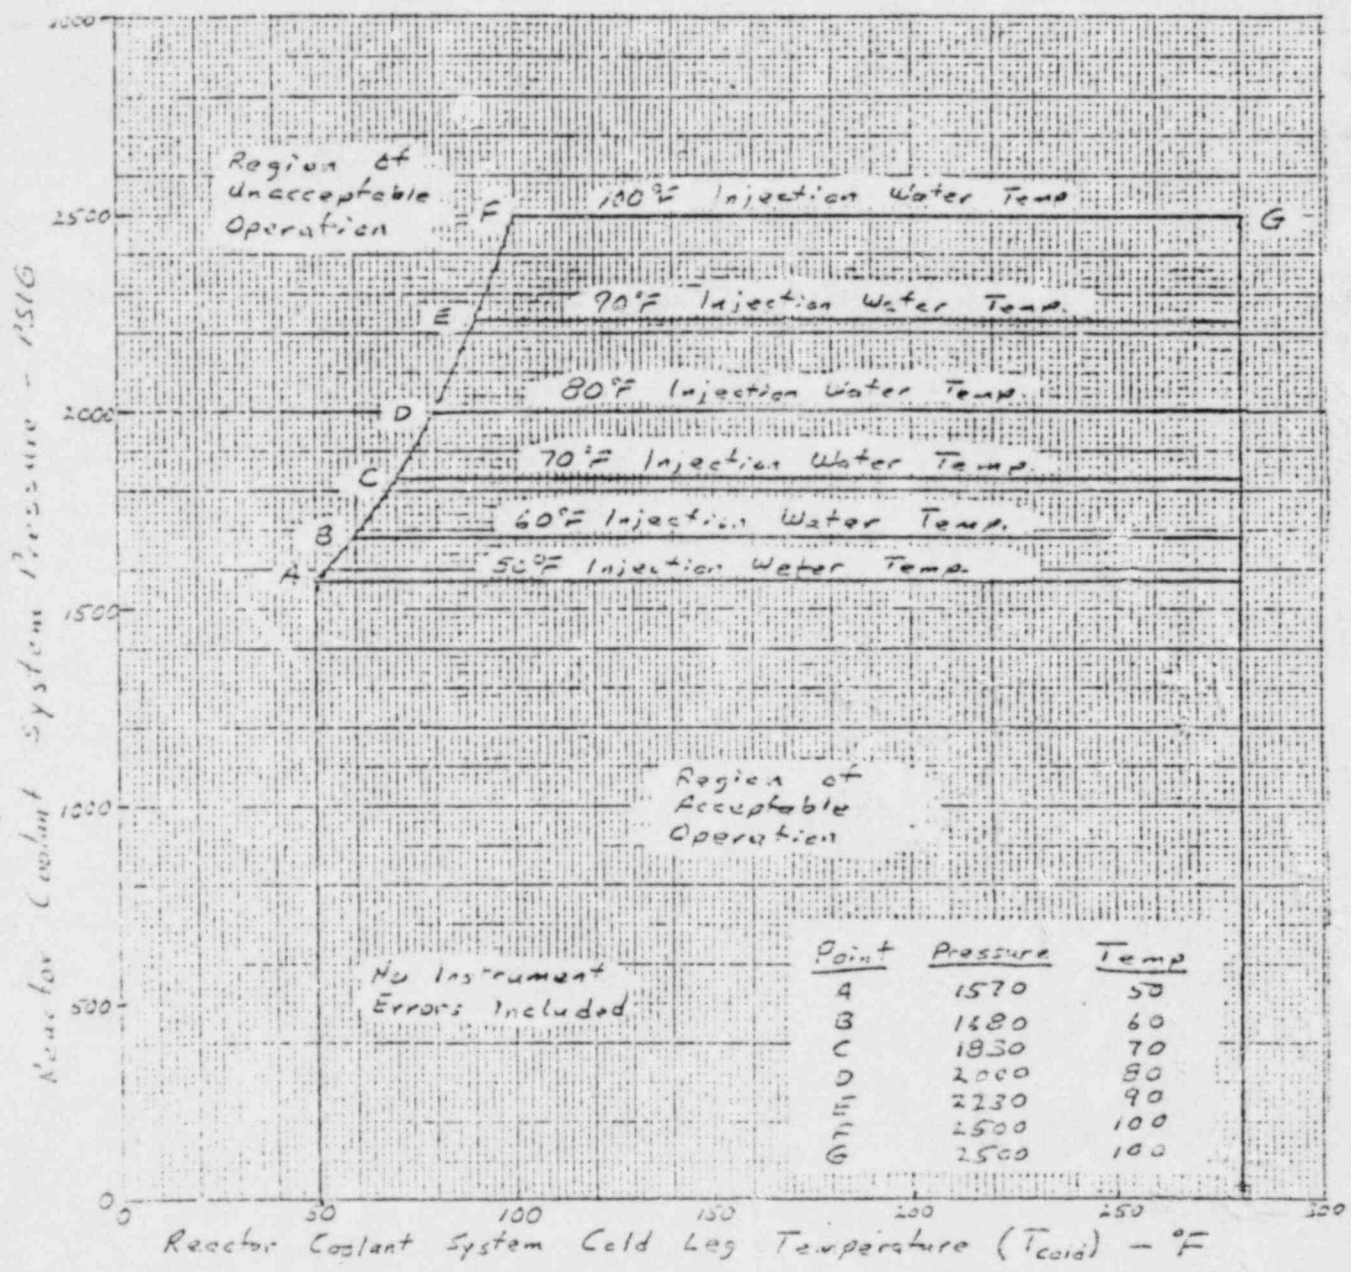 Region of
Unacceptable
Operation
F
100°F Injection Water Temp
G
2500
E
90°F Injection Water Temp.
80°F Injection Water Temp.
2000
D
70°F Injection Water Temp.
C
60°F Injection Water Temp.
B
50°F Injection Water Temp.
A
1500
Region of
Acceptable
Operation
1000
Reactor Coolant System Pressure - PSIG
No Instrument
Errors Included
500
Point Pressure Temp
A 1570 50
B 1680 60
C 1830 70
D 2000 80
E 2230 90
F 2500 100
G 2500 100
0
0 50 100 150 200 250 300
Reactor Coolant System Cold Leg Temperature (Tcold) - °F